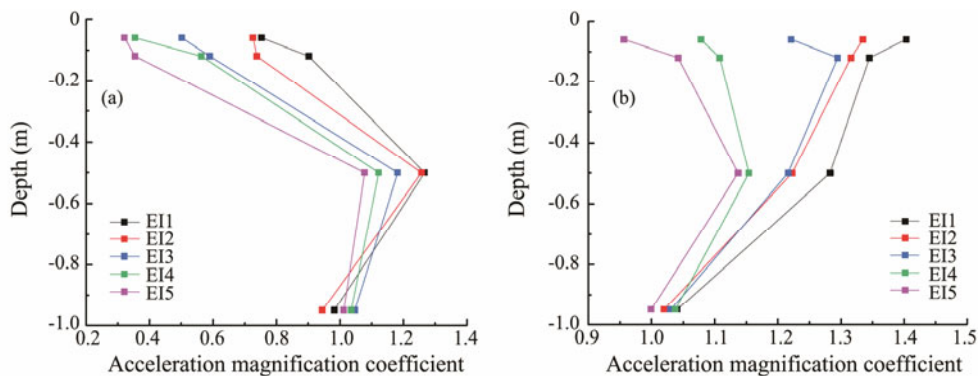 0
-0.2
-0.4
-0.6
-0.8
-1.0
Depth (m)
(a)
EI1
EI2
EI3
EI4
EI5
0.2 0.4 0.6 0.8 1.0 1.2 1.4
Acceleration magnification coefficient
0
-0.2
-0.4
-0.6
-0.8
-1.0
Depth (m)
(b)
EI1
EI2
EI3
EI4
EI5
0.9 1.0 1.1 1.2 1.3 1.4 1.5
Acceleration magnification coefficient